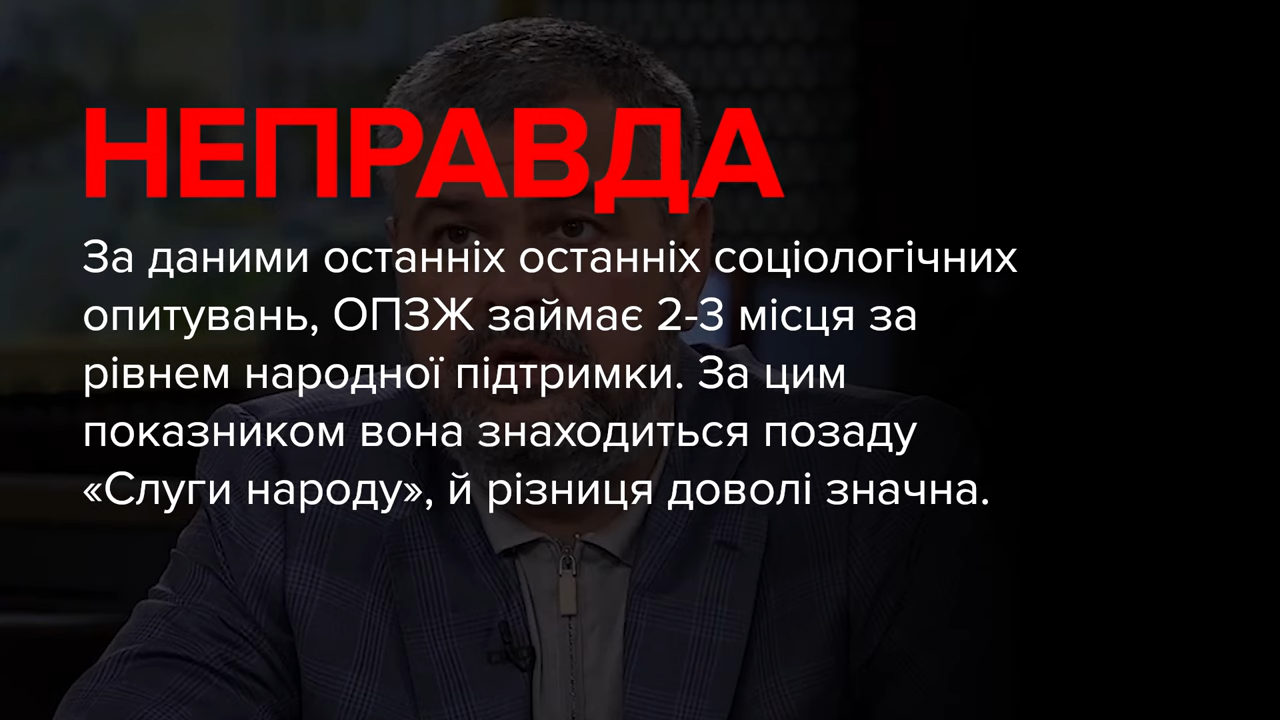 НЕПРАВДА
За даними останніх останніх соціологічних
опитувань, ОПЗЖ займає 2-3 місця за
рівнем народної підтримки. За цим
показником вона знаходиться позаду
«Слуги народу», й різниця доволі значна.